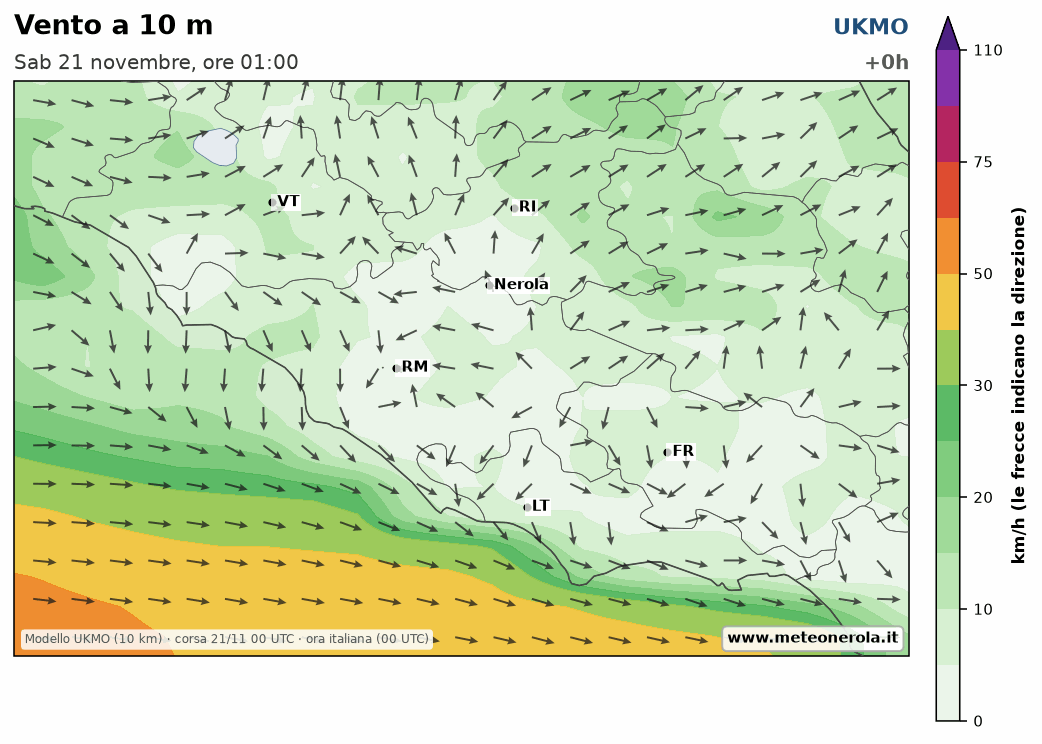 Vento a 10 m
UKMO
Sab 21 novembre, ore 01:00
+0h
VT
RI
Nerola
RM
FR
LT
110
75
50
30
20
10
0
km/h (le frecce indicano la direzione)
Modello UKMO (10 km) · corsa 21/11 00 UTC · ora italiana (00 UTC)
www.meteonerola.it